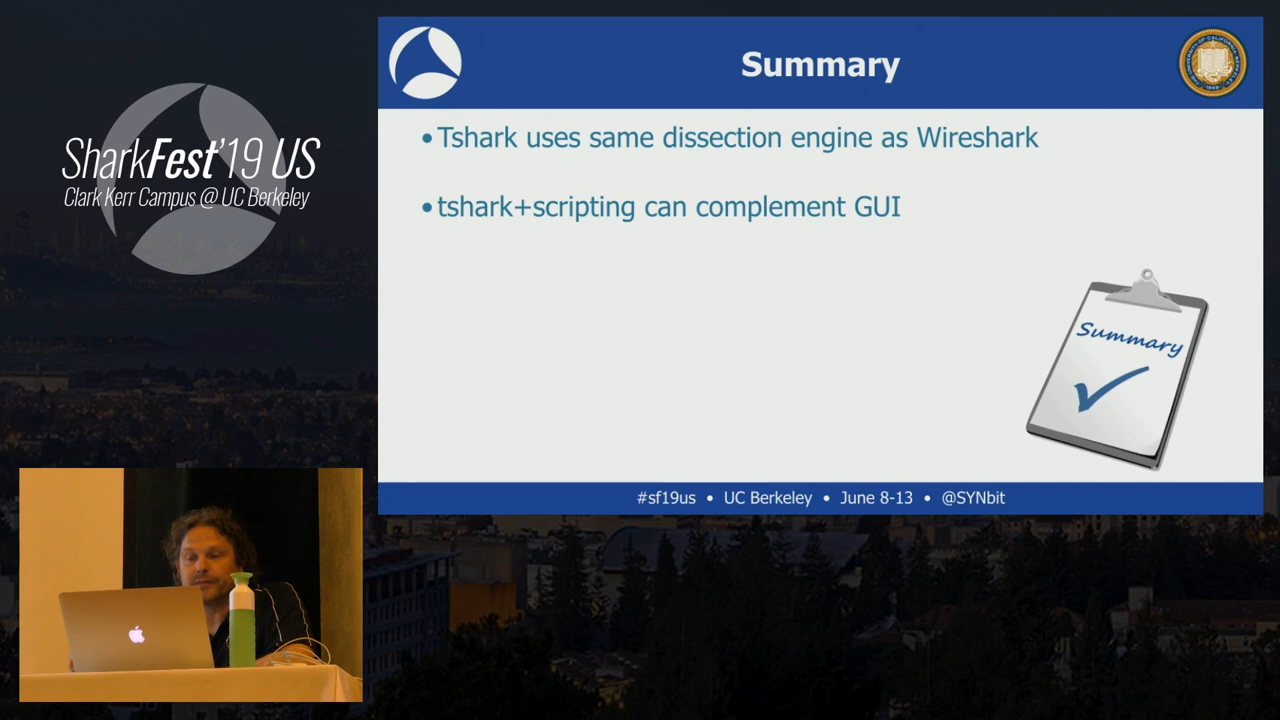 SharkFest'19 US
Clark Kerr Campus @ UC Berkeley
Summary
• Tshark uses same dissection engine as Wireshark
• tshark+scripting can complement GUI
Summary
#sf19us • UC Berkeley • June 8-13 • @SYNbit